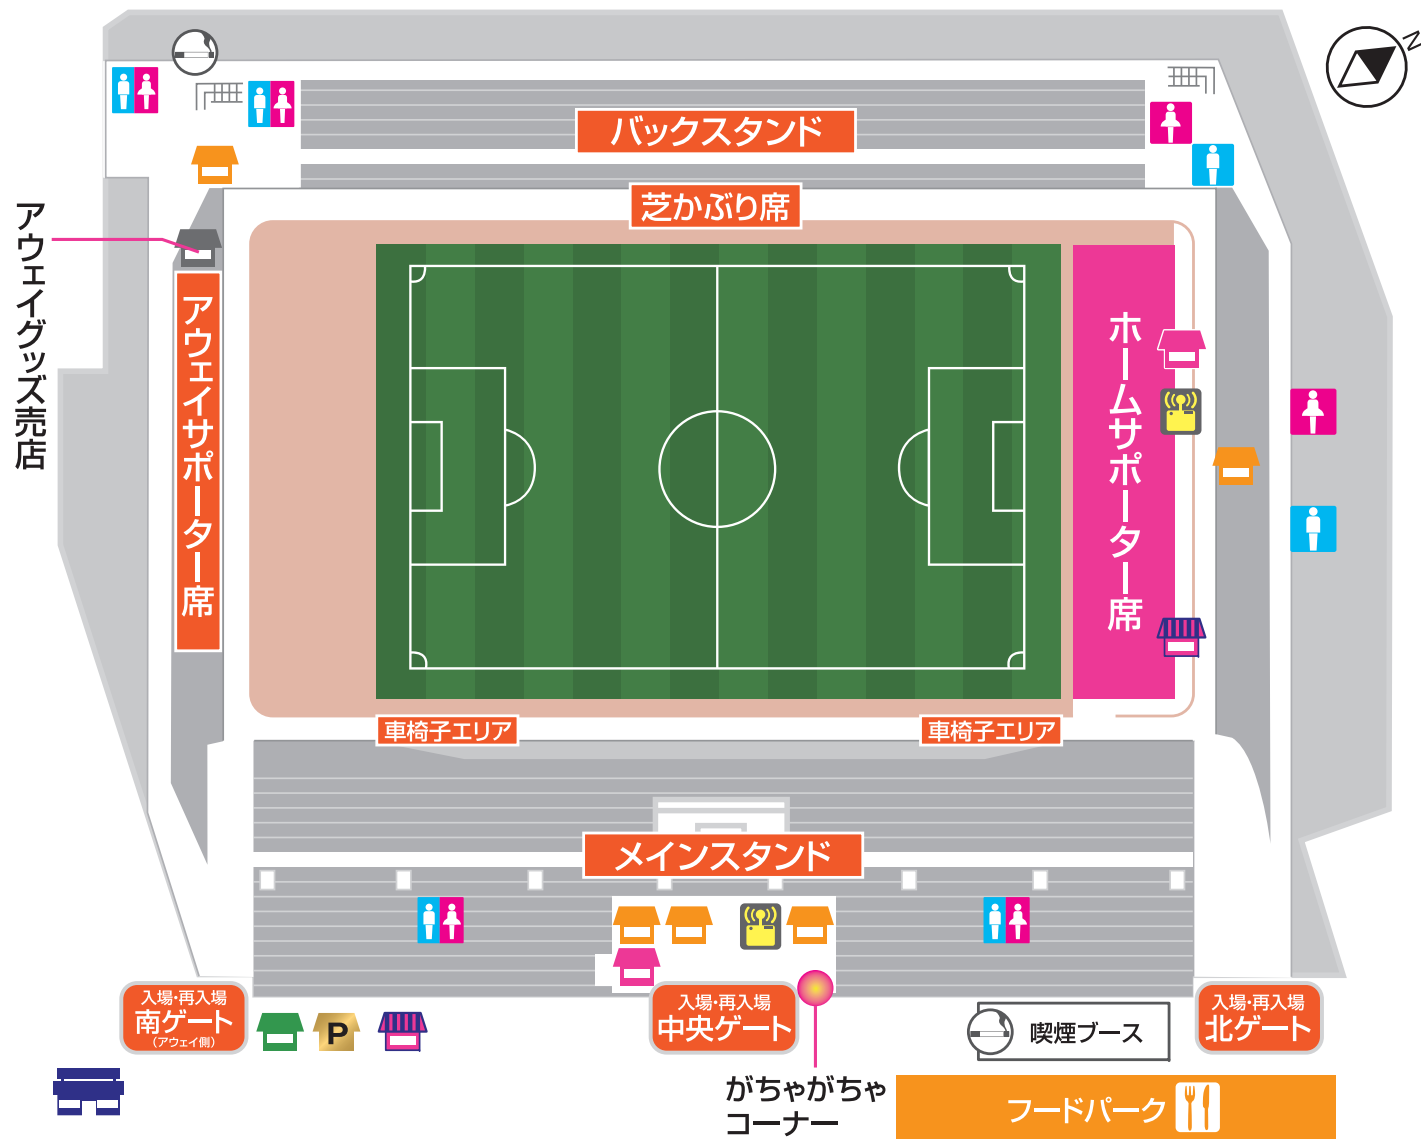 N
バックスタンド
芝かぶり席
アウェイグッズ売店
アウェイサポーター席
ホームサポーター席
車椅子エリア
車椅子エリア
メインスタンド
入場・再入場
南ゲート
(アウェイ側)
P
入場・再入場
中央ゲート
喫煙ブース
入場・再入場
北ゲート
がちゃがちゃ
コーナー
フードパーク